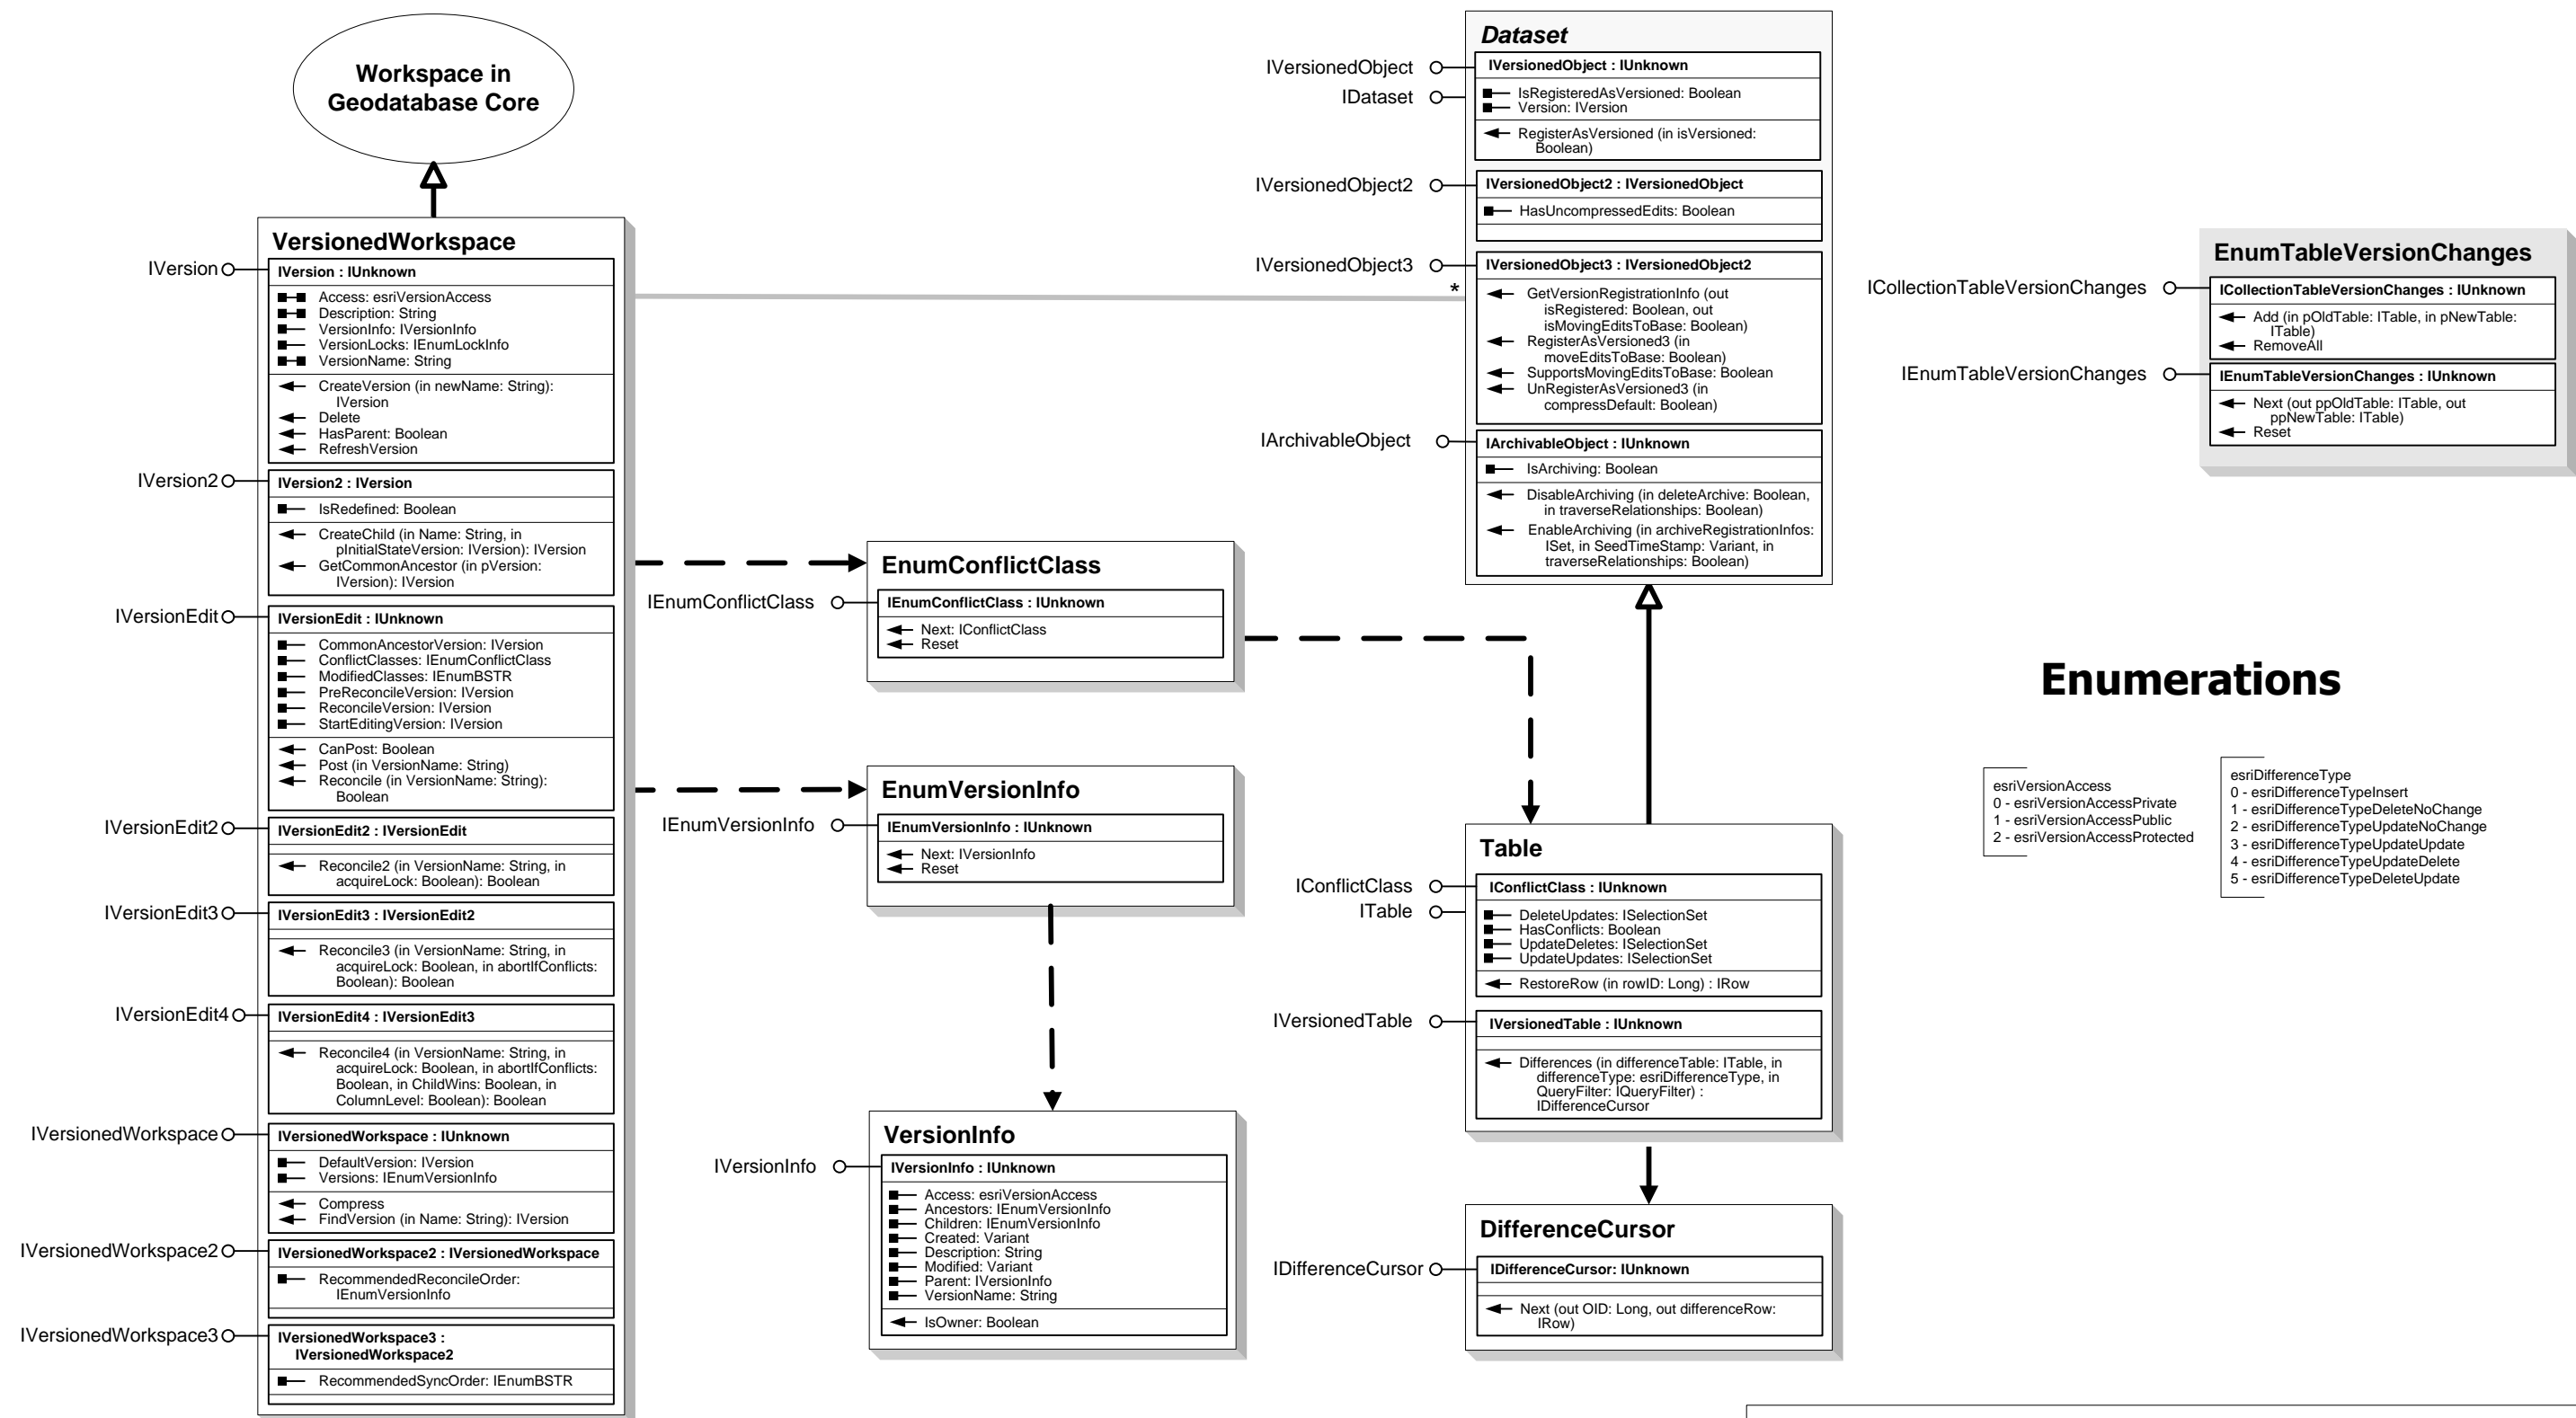 Workspace in
Geodatabase Core
VersionedWorkspace
IVersion
IVersion : IUnknown
Access: esriVersionAccess
Description: String
VersionInfo: IVersionInfo
VersionLocks: IEnumLockInfo
VersionName: String
CreateVersion (in newName: String):
IVersion
Delete
HasParent: Boolean
RefreshVersion
IVersion2
IVersion2 : IVersion
IsRedefined: Boolean
CreateChild (in Name: String, in
pInitialStateVersion: IVersion): IVersion
GetCommonAncestor (in pVersion:
IVersion): IVersion
IVersionEdit
IVersionEdit : IUnknown
CommonAncestorVersion: IVersion
ConflictClasses: IEnumConflictClass
ModifiedClasses: IEnumBSTR
PreReconcileVersion: IVersion
ReconcileVersion: IVersion
StartEditingVersion: IVersion
CanPost: Boolean
Post (in VersionName: String)
Reconcile (in VersionName: String):
Boolean
IVersionEdit2
IVersionEdit2 : IVersionEdit
Reconcile2 (in VersionName: String, in
acquireLock: Boolean): Boolean
IVersionEdit3
IVersionEdit3 : IVersionEdit2
Reconcile3 (in VersionName: String, in
acquireLock: Boolean, in abortIfConflicts:
Boolean): Boolean
IVersionEdit4
IVersionEdit4 : IVersionEdit3
Reconcile4 (in VersionName: String, in
acquireLock: Boolean, in abortIfConflicts:
Boolean, in ChildWins: Boolean, in
ColumnLevel: Boolean): Boolean
IVersionedWorkspace
IVersionedWorkspace : IUnknown
DefaultVersion: IVersion
Versions: IEnumVersionInfo
Compress
FindVersion (in Name: String): IVersion
IVersionedWorkspace2
IVersionedWorkspace2 : IVersionedWorkspace
RecommendedReconcileOrder:
IEnumVersionInfo
IVersionedWorkspace3
IVersionedWorkspace3 :
IVersionedWorkspace2
RecommendedSyncOrder: IEnumBSTR
EnumConflictClass
IEnumConflictClass
IEnumConflictClass : IUnknown
Next: IConflictClass
Reset
EnumVersionInfo
IEnumVersionInfo
IEnumVersionInfo : IUnknown
Next: IVersionInfo
Reset
VersionInfo
IVersionInfo
IVersionInfo : IUnknown
Access: esriVersionAccess
Ancestors: IEnumVersionInfo
Children: IEnumVersionInfo
Created: Variant
Description: String
Modified: Variant
Parent: IVersionInfo
VersionName: String
IsOwner: Boolean
Dataset
IVersionedObject
IDataset
IVersionedObject : IUnknown
IsRegisteredAsVersioned: Boolean
Version: IVersion
RegisterAsVersioned (in isVersioned:
Boolean)
IVersionedObject2
IVersionedObject2 : IVersionedObject
HasUncompressedEdits: Boolean
IVersionedObject3
*
IVersionedObject3 : IVersionedObject2
GetVersionRegistrationInfo (out
isRegistered: Boolean, out
isMovingEditsToBase: Boolean)
RegisterAsVersioned3 (in
moveEditsToBase: Boolean)
SupportsMovingEditsToBase: Boolean
UnRegisterAsVersioned3 (in
compressDefault: Boolean)
IArchivableObject
IArchivableObject : IUnknown
IsArchiving: Boolean
DisableArchiving (in deleteArchive: Boolean,
in traverseRelationships: Boolean)
EnableArchiving (in archiveRegistrationInfos:
ISet, in SeedTimeStamp: Variant, in
traverseRelationships: Boolean)
Table
IConflictClass
ITable
IConflictClass : IUnknown
DeleteUpdates: ISelectionSet
HasConflicts: Boolean
UpdateDeletes: ISelectionSet
UpdateUpdates: ISelectionSet
RestoreRow (in rowID: Long) : IRow
IVersionedTable
IVersionedTable : IUnknown
Differences (in differenceTable: ITable, in
differenceType: esriDifferenceType, in
QueryFilter: IQueryFilter) :
IDifferenceCursor
DifferenceCursor
IDifferenceCursor
IDifferenceCursor: IUnknown
Next (out OID: Long, out differenceRow:
IRow)
EnumTableVersionChanges
ICollectionTableVersionChanges
ICollectionTableVersionChanges : IUnknown
Add (in pOldTable: ITable, in pNewTable:
ITable)
RemoveAll
IEnumTableVersionChanges
IEnumTableVersionChanges : IUnknown
Next (out ppOldTable: ITable, out
ppNewTable: ITable)
Reset
Enumerations
esriVersionAccess
0 - esriVersionAccessPrivate
1 - esriVersionAccessPublic
2 - esriVersionAccessProtected
esriDifferenceType
0 - esriDifferenceTypeInsert
1 - esriDifferenceTypeDeleteNoChange
2 - esriDifferenceTypeUpdateNoChange
3 - esriDifferenceTypeUpdateUpdate
4 - esriDifferenceTypeUpdateDelete
5 - esriDifferenceTypeDeleteUpdate